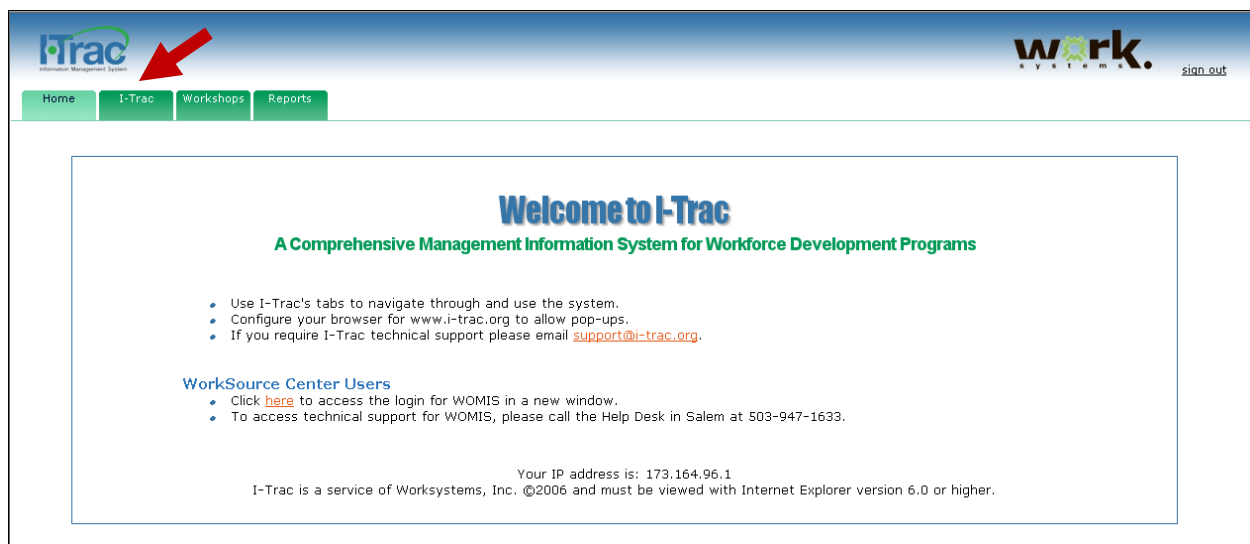 I-Trac
Information Management System
work.
systems
sign out
Home I-Trac Workshops Reports
Welcome to I-Trac
A Comprehensive Management Information System for Workforce Development Programs
Use I-Trac's tabs to navigate through and use the system.
Configure your browser for www.i-trac.org to allow pop-ups.
If you require I-Trac technical support please email support@i-trac.org.
WorkSource Center Users
Click here to access the login for WOMIS in a new window.
To access technical support for WOMIS, please call the Help Desk in Salem at 503-947-1633.
Your IP address is: 173.164.96.1
I-Trac is a service of Worksystems, Inc. ©2006 and must be viewed with Internet Explorer version 6.0 or higher.